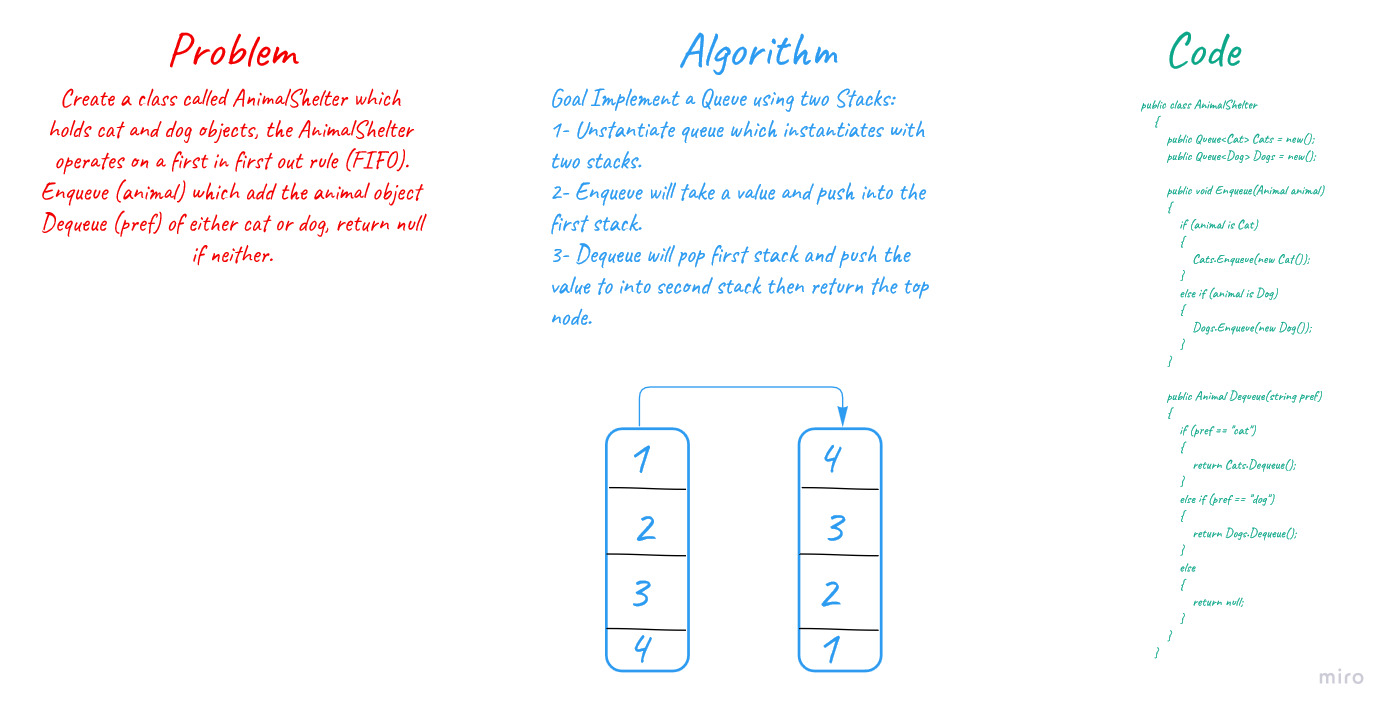 Problem
Create a class called AnimalShelter which
holds cat and dog objects, the AnimalShelter
operates on a first in first out rule (FIFO).
Enqueue (animal) which add the animal object
Dequeue (pref) of either cat or dog, return null
if neither.
Algorithm
Goal Implement a Queue using two Stacks:
1- Unstantiate queue which instantiates with
two stacks.
2- Enqueue will take a value and push into the
first stack.
3- Dequeue will pop first stack and push the
value to into second stack then return the top
node.
1
2
3
4
4
3
2
1
Code
public class AnimalShelter
{
public Queue<Cat> Cats = new();
public Queue<Dog> Dogs = new();
public void Enqueue(Animal animal)
{
if (animal is Cat)
{
Cats.Enqueue(new Cat());
}
else if (animal is Dog)
{
Dogs.Enqueue(new Dog());
}
}
public Animal Dequeue(string pref)
{
if (pref == "cat")
{
return Cats.Dequeue();
}
else if (pref == "dog")
{
return Dogs.Dequeue();
}
else
{
return null;
}
}
}
miro